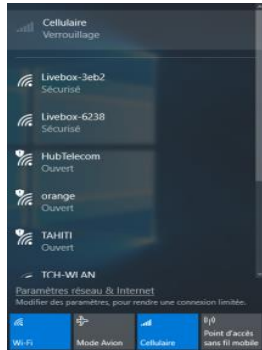 Cellulaire
Verrouillage
Livebox-3eb2
Sécurisé
Livebox-6238
Sécurisé
HubTelecom
Ouvert
orange
Ouvert
TAHITI
Ouvert
TCH-WLAN
Paramètres réseau & Internet
Modifier des paramètres, pour rendre une connexion limitée.
Wi-Fi
Mode Avion
Cellulaire
Point d'accès
sans fil mobile